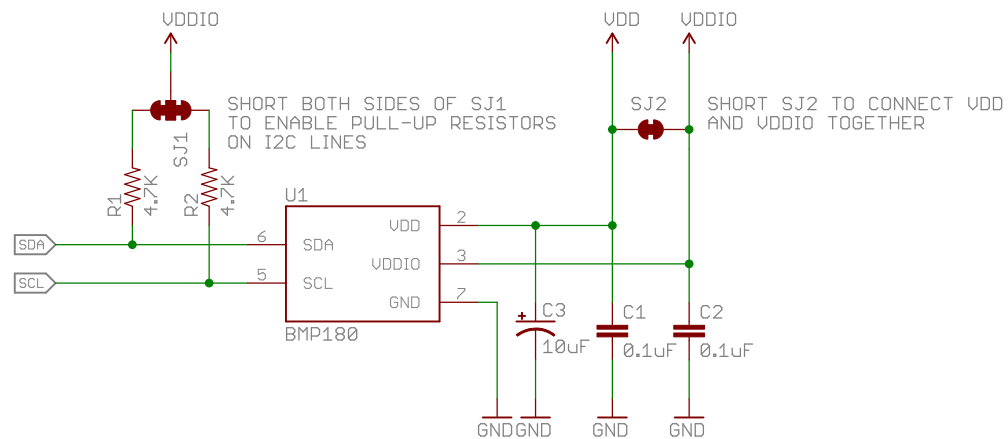 VDDIO
VDD
VDDIO
SHORT BOTH SIDES OF SJ1
TO ENABLE PULL-UP RESISTORS
ON I2C LINES
SJ1
SJ2
SHORT SJ2 TO CONNECT VDD
AND VDDIO TOGETHER
R1
4.7K
R2
4.7K
U1
SDA
6
SDA
VDD
2
SCL
5
SCL
VDDIO
3
GND
7
BMP180
+
C3
10uF
C1
0.1uF
C2
0.1uF
GND
GND
GND
GND